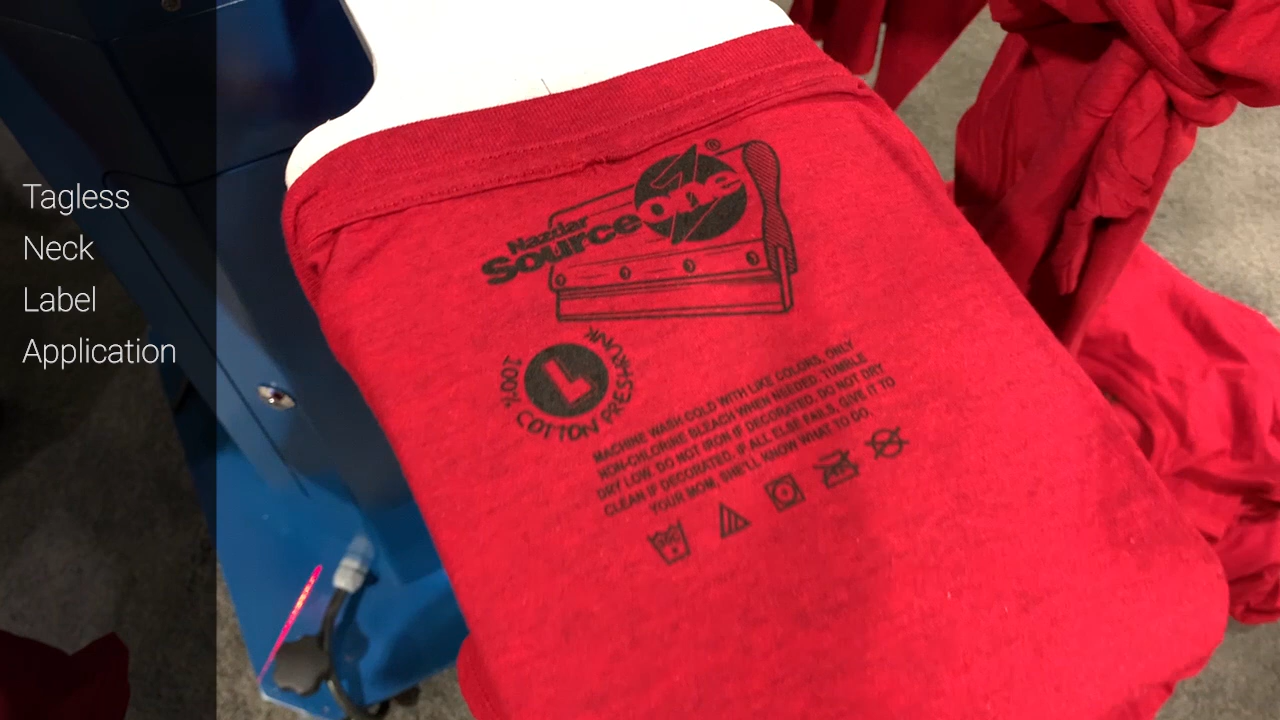 Tagless
Neck
Label
Application
Nazdar
Source one ®
L
100% COTTON PRESHRUNK
MACHINE WASH COLD WITH LIKE COLORS, ONLY
NON-CHLORINE BLEACH WHEN NEEDED. TUMBLE
DRY LOW. DO NOT IRON IF DECORATED. DO NOT DRY
CLEAN IF DECORATED. IF ALL ELSE FAILS, GIVE IT TO
YOUR MOM, SHE'LL KNOW WHAT TO DO.